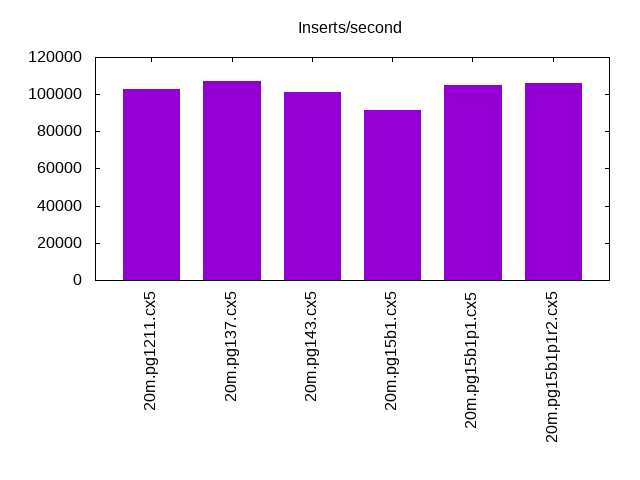 Inserts/second
120000
100000
80000
60000
40000
20000
0
20m.pg1211.cx5
20m.pg137.cx5
20m.pg143.cx5
20m.pg15b1.cx5
20m.pg15b1p1.cx5
20m.pg15b1p1r2.cx5